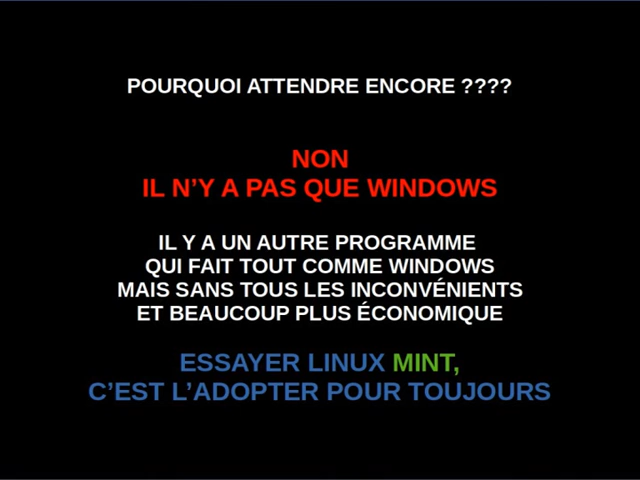 POURQUOI ATTENDRE ENCORE ????
NON
IL N’Y A PAS QUE WINDOWS
IL Y A UN AUTRE PROGRAMME
QUI FAIT TOUT COMME WINDOWS
MAIS SANS TOUS LES INCONVÉNIENTS
ET BEAUCOUP PLUS ÉCONOMIQUE
ESSAYER LINUX MINT,
C’EST L’ADOPTER POUR TOUJOURS